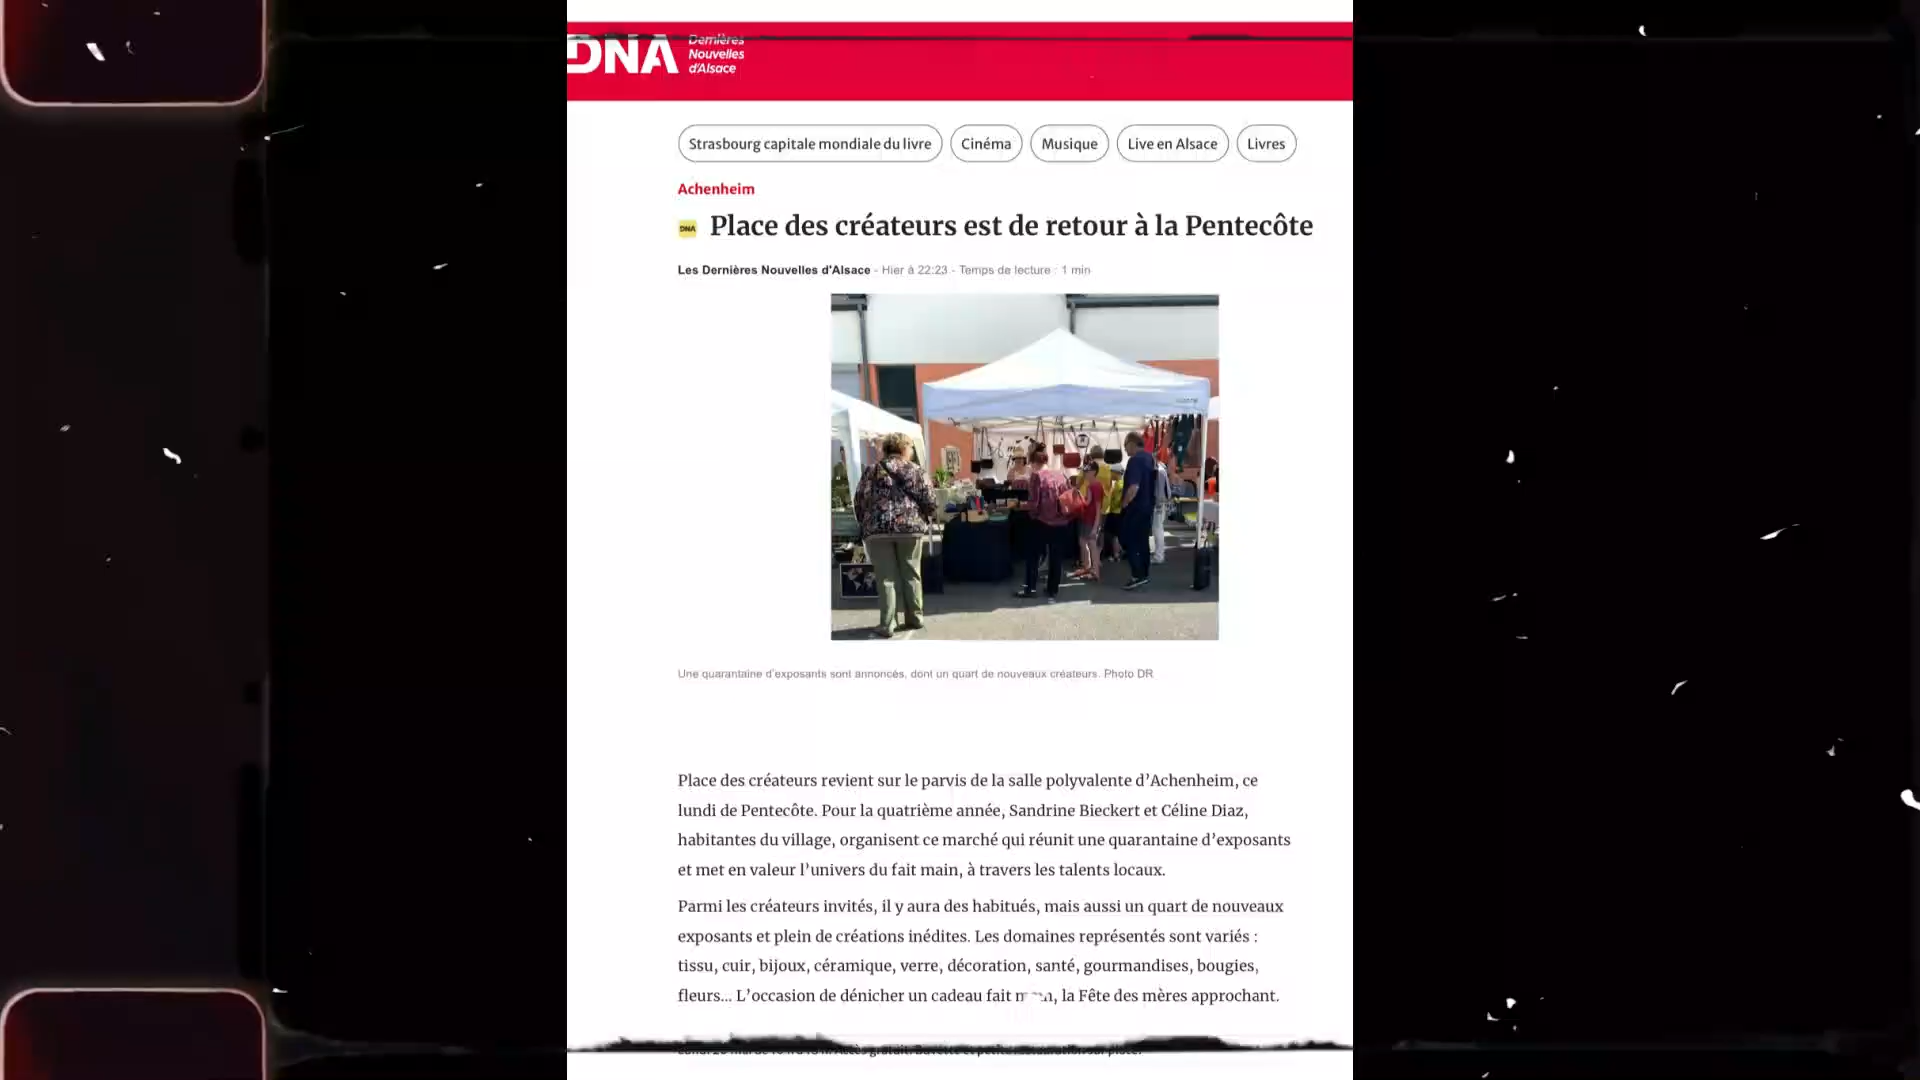 DNA Dernières
Nouvelles
d'Alsace
Strasbourg capitale mondiale du livre Cinéma Musique Live en Alsace Livres
Achenheim
DNA Place des créateurs est de retour à la Pentecôte
Les Dernières Nouvelles d'Alsace - Hier à 22:23 - Temps de lecture : 1 min
Une quarantaine d'exposants sont annoncés, dont un quart de nouveaux créateurs. Photo DR
Place des créateurs revient sur le parvis de la salle polyvalente d’Achenheim, ce
lundi de Pentecôte. Pour la quatrième année, Sandrine Bieckert et Céline Diaz,
habitantes du village, organisent ce marché qui réunit une quarantaine d’exposants
et met en valeur l’univers du fait main, à travers les talents locaux.
Parmi les créateurs invités, il y aura des habitués, mais aussi un quart de nouveaux
exposants et plein de créations inédites. Les domaines représentés sont variés :
tissu, cuir, bijoux, céramique, verre, décoration, santé, gourmandises, bougies,
fleurs... L’occasion de dénicher un cadeau fait main, la Fête des mères approchant.